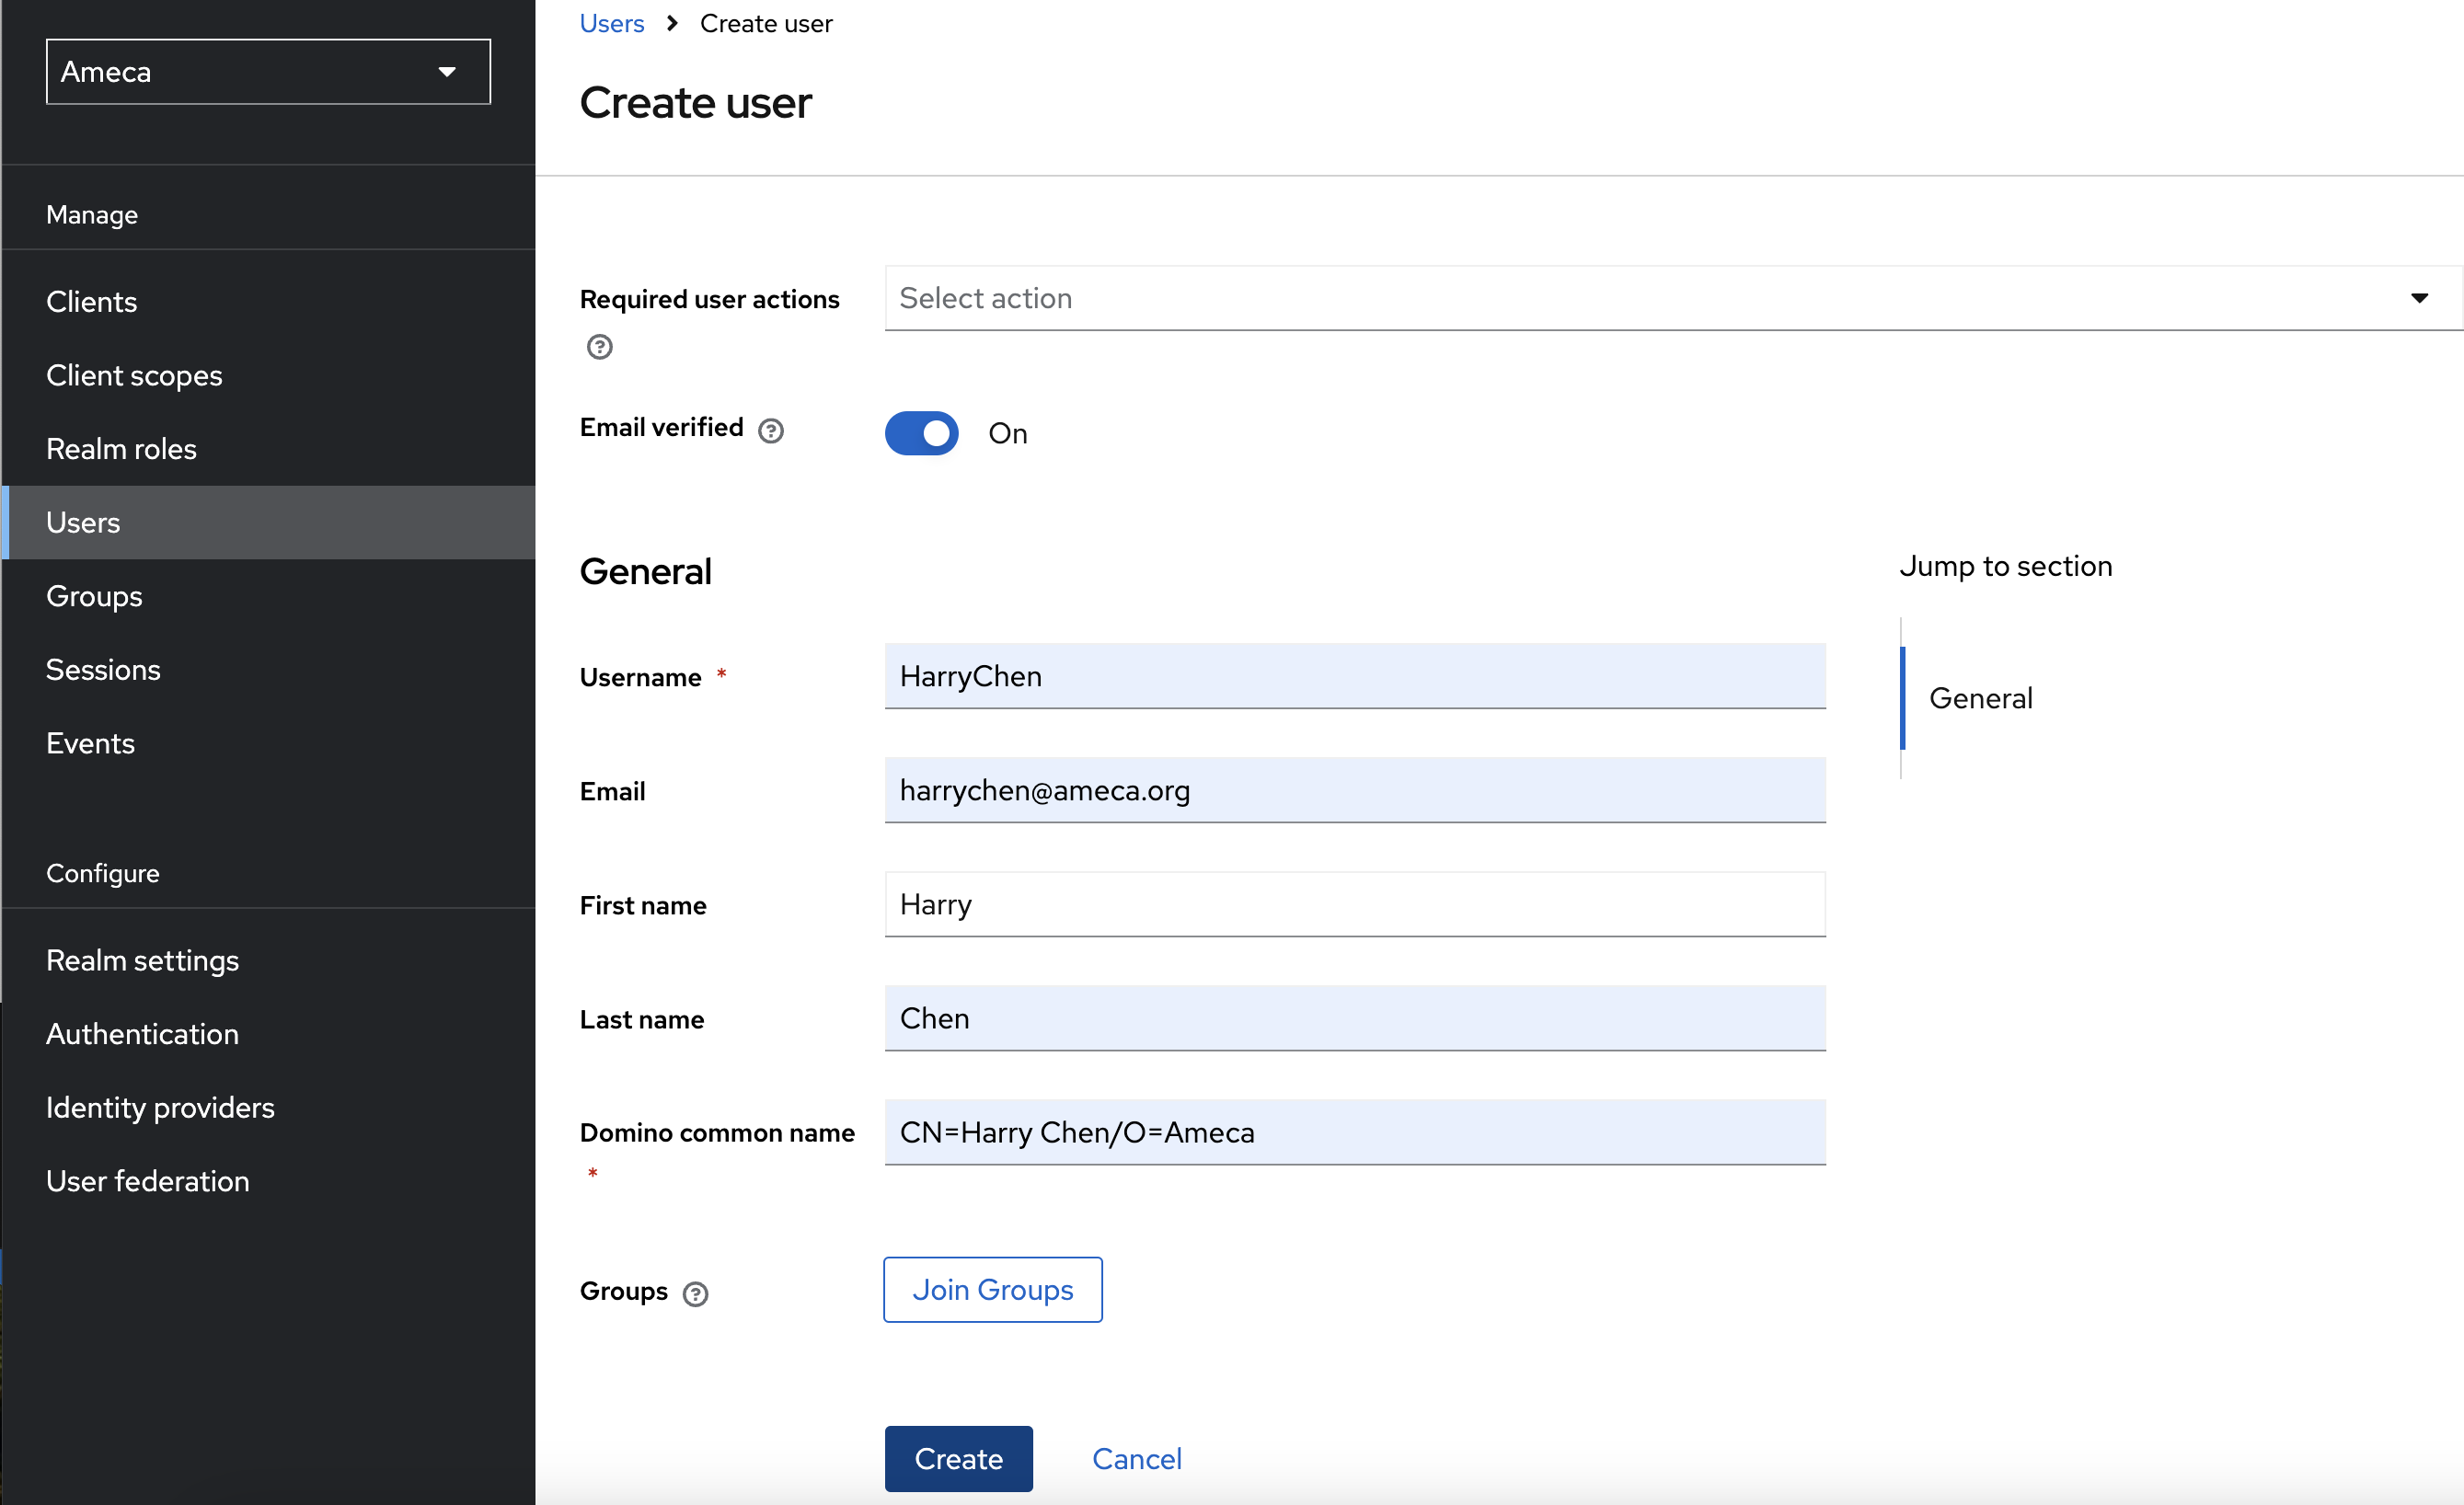 Ameca
Manage
Clients
Client scopes
Realm roles
Users
Groups
Sessions
Events
Configure
Realm settings
Authentication
Identity providers
User federation
Users > Create user
Create user
Required user actions
Select action
Email verified
On
General
Username *
HarryChen
Email
harrychen@ameca.org
First name
Harry
Last name
Chen
Domino common name
*
CN=Harry Chen/O=Ameca
Groups
Join Groups
Create
Cancel
Jump to section
General